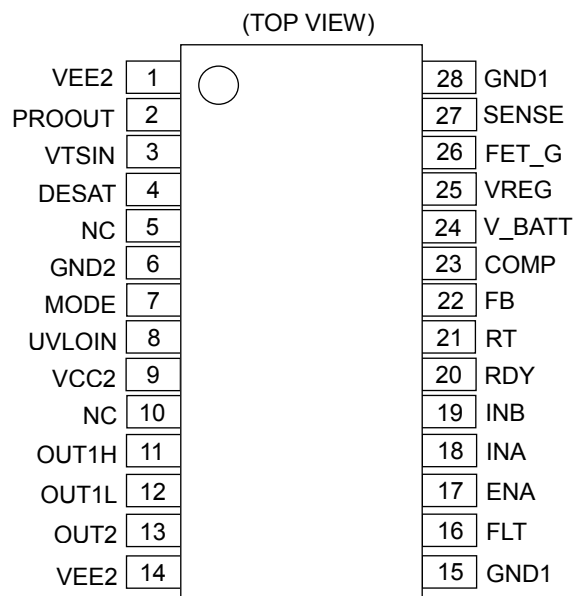 (TOP VIEW)
VEE2 1 28 GND1
PROOUT 2 27 SENSE
VTSIN 3 26 FET_G
DESAT 4 25 VREG
NC 5 24 V_BATT
GND2 6 23 COMP
MODE 7 22 FB
UVLOIN 8 21 RT
VCC2 9 20 RDY
NC 10 19 INB
OUT1H 11 18 INA
OUT1L 12 17 ENA
OUT2 13 16 FLT
VEE2 14 15 GND1